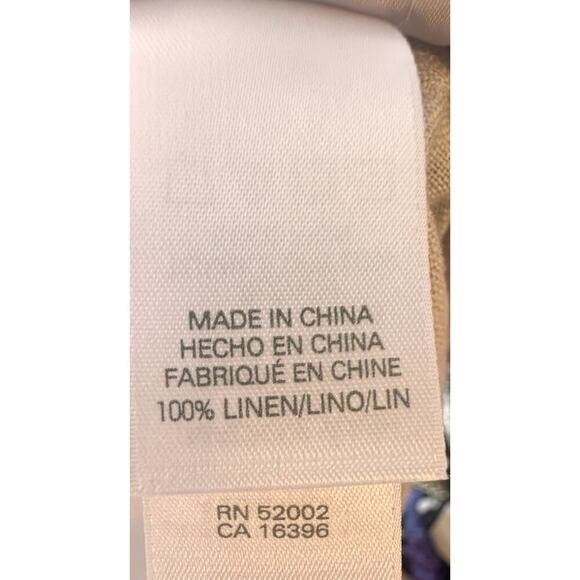 MADE IN CHINA
HECHO EN CHINA
FABRIQUÉ EN CHINE
100% LINEN/LINO/LIN
RN 52002
CA 16396